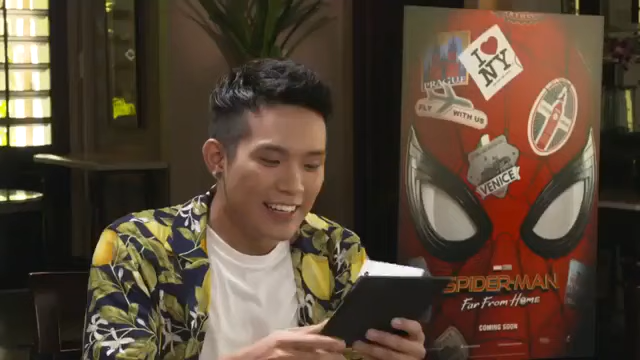 I ♥ NY
PRAGUE
FLY WITH US
VENICE
SPIDER-MAN
Far From Home
COMING SOON